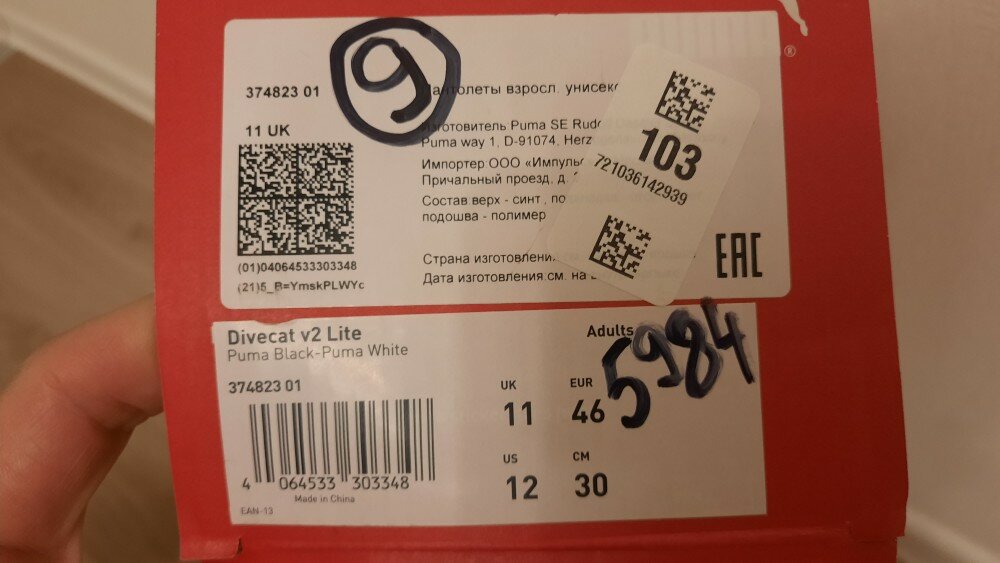 ®
9
374823 01
11 UK
(01)04064533303348
(21)5_B=YmskPLWYc
взросл. унисекс
Изготовитель Puma SE Rudo
Puma way 1, D-91074, Herz
Импортер ООО «Импульс
Причальный проезд, д.
Состав верх - синт,
подошва - полимер
Страна изготовления
Дата изготовления см. на
103
721036142939
EAC
Divecat v2 Lite
Puma Black-Puma White
374823 01
4 064533 303348
Made in China
EAN-13
Adults
5984
UK EUR
11 46
US CM
12 30